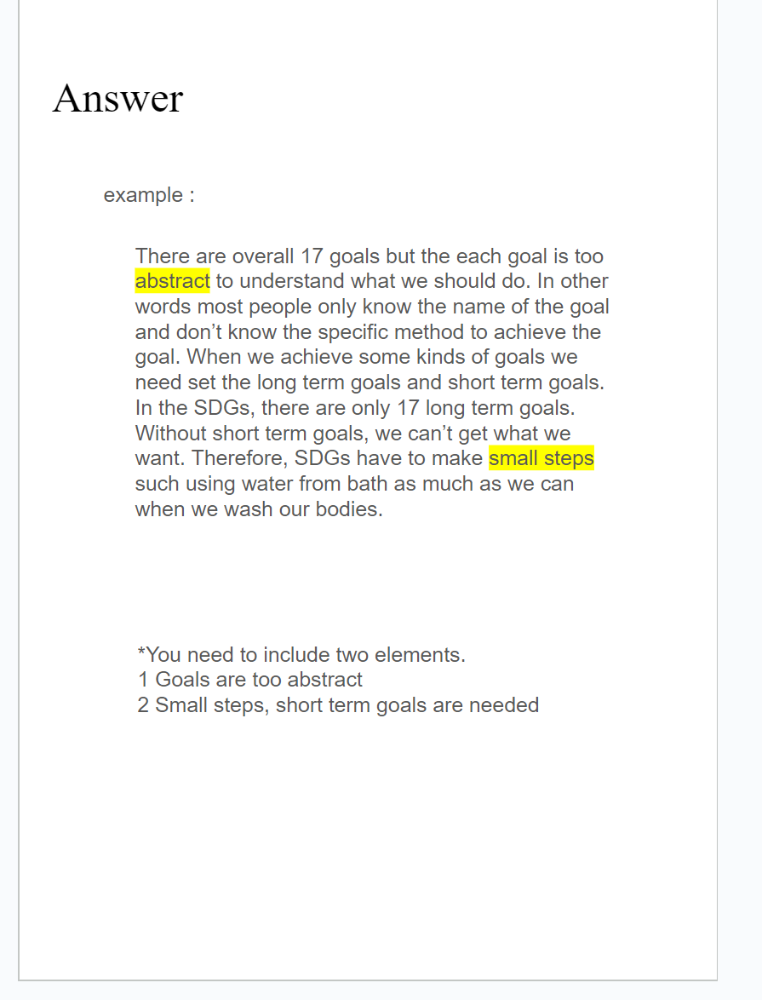 Answer
example :
There are overall 17 goals but the each goal is too
abstract to understand what we should do. In other
words most people only know the name of the goal
and don’t know the specific method to achieve the
goal. When we achieve some kinds of goals we
need set the long term goals and short term goals.
In the SDGs, there are only 17 long term goals.
Without short term goals, we can’t get what we
want. Therefore, SDGs have to make small steps
such using water from bath as much as we can
when we wash our bodies.
*You need to include two elements.
1 Goals are too abstract
2 Small steps, short term goals are needed